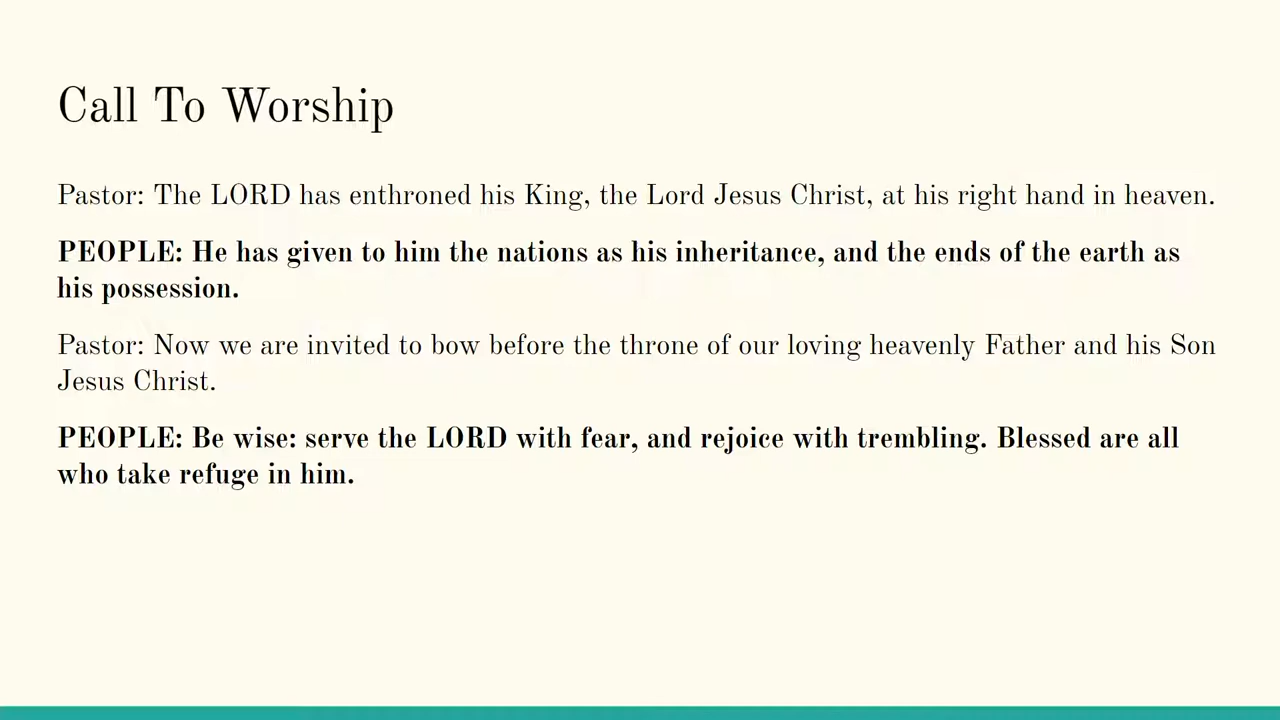 Call To Worship
Pastor: The LORD has enthroned his King, the Lord Jesus Christ, at his right hand in heaven.
PEOPLE: He has given to him the nations as his inheritance, and the ends of the earth as
his possession.
Pastor: Now we are invited to bow before the throne of our loving heavenly Father and his Son
Jesus Christ.
PEOPLE: Be wise: serve the LORD with fear, and rejoice with trembling. Blessed are all
who take refuge in him.